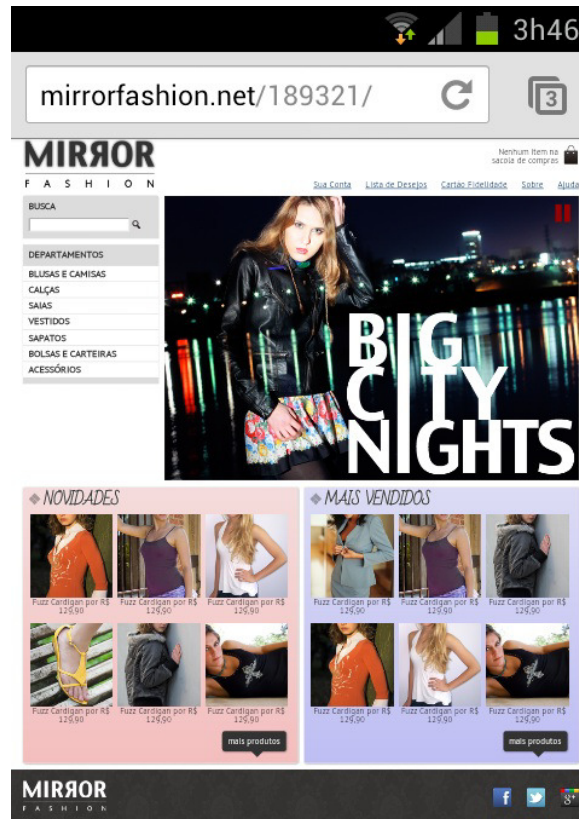 3h46
mirrorfashion.net/189321/
3
MIRROR
FASHION
Nenhum item na
sacola de compras
Sua Conta Lista de Desejos Cartão Fidelidade Sobre Ajuda
BUSCA
DEPARTAMENTOS
BLUSAS E CAMISAS
CALÇAS
SAIAS
VESTIDOS
SAPATOS
BOLSAS E CARTEIRAS
ACESSÓRIOS
BIG
CITY
NIGHTS
NOVIDADES
Fuzz Cardigan por R$ Fuzz Cardigan por R$ Fuzz Cardigan por R$
129,90 129,90 129,90
Fuzz Cardigan por R$ Fuzz Cardigan por R$ Fuzz Cardigan por R$
129,90 129,90 129,90
mais produtos
MAIS VENDIDOS
Fuzz Cardigan por R$ Fuzz Cardigan por R$ Fuzz Cardigan por R$
129,90 129,90 129,90
Fuzz Cardigan por R$ Fuzz Cardigan por R$ Fuzz Cardigan por R$
129,90 129,90 129,90
mais produtos
MIRROR
FASHION
f
g+